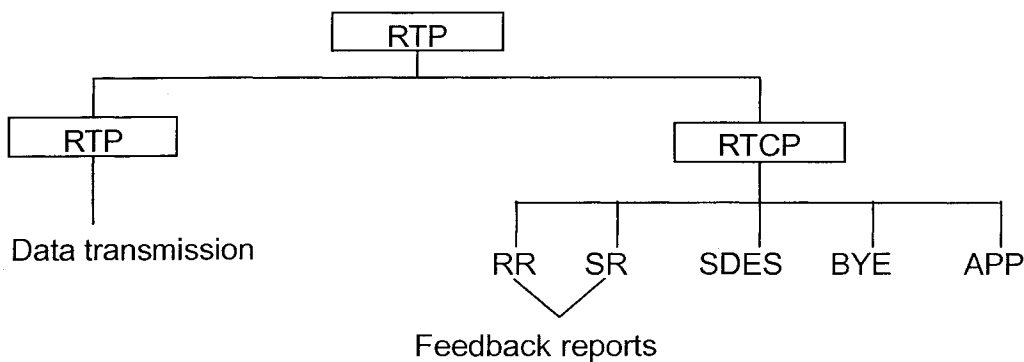 RTP
RTP
RTCP
Data transmission
RR SR SDES BYE APP
Feedback reports